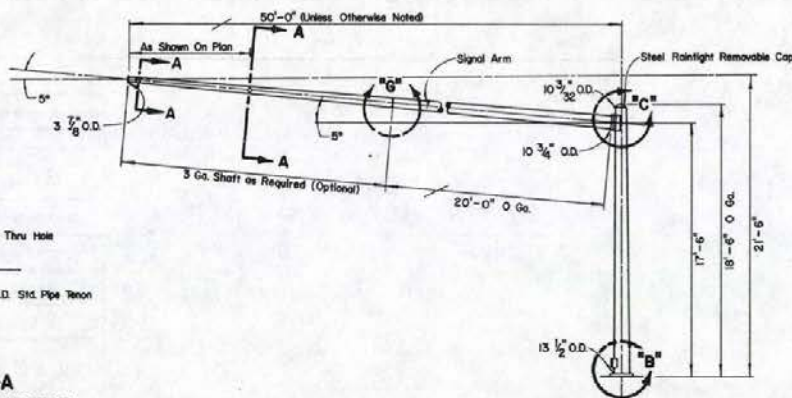 50'-0" (Unless Otherwise Noted)
As Shown On Plan
A
A
A
A
Signal Arm
Steel Raintight Removable Cap
"G"
10 3/32" O.D.
"C"
5°
5°
3 7/8" O.D.
10 3/4" O.D.
3 Ga. Shaft as Required (Optional)
20'-0" O Ga.
Thru Hole
.D. Std. Pipe Tenon
17'-6"
18'-6" O Ga.
21'-6"
13 1/2" O.D.
"B"
A